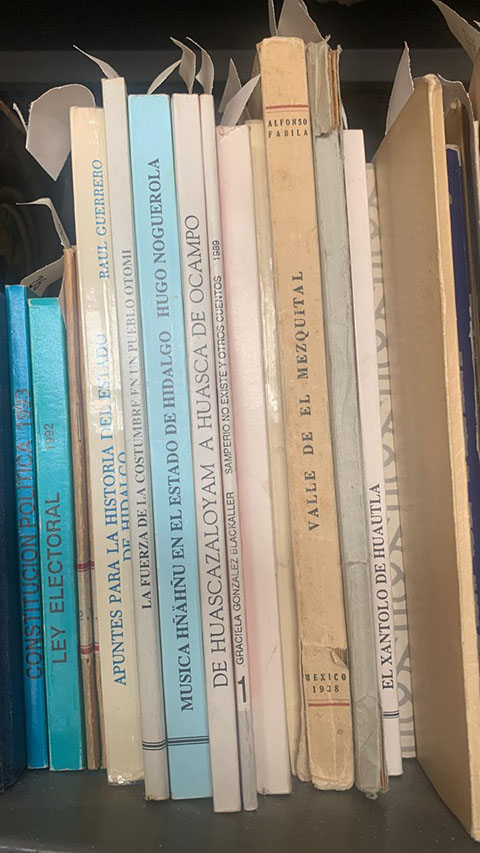 CONSTITUCION POLITICA 1993
LEY ELECTORAL 1992
APUNTES PARA LA HISTORIA DEL ESTADO
DE HIDALGO
RAUL GUERRERO
LA FUERZA DE LA COSTUMBRE EN UN PUEBLO OTOMI
MUSICA HÑÄHÑU EN EL ESTADO DE HIDALGO HUGO NOGUEROLA
DE HUASCAZALOYAM A HUASCA DE OCAMPO
1 GRACIELA GONZALEZ BLACKALLER SAMPERIO NO EXISTE Y OTROS CUENTOS 1989
ALFONSO
FABILA
VALLE DE EL MEZQUITAL
MEXICO
1938
EL XANTOLO DE HUAUTLA